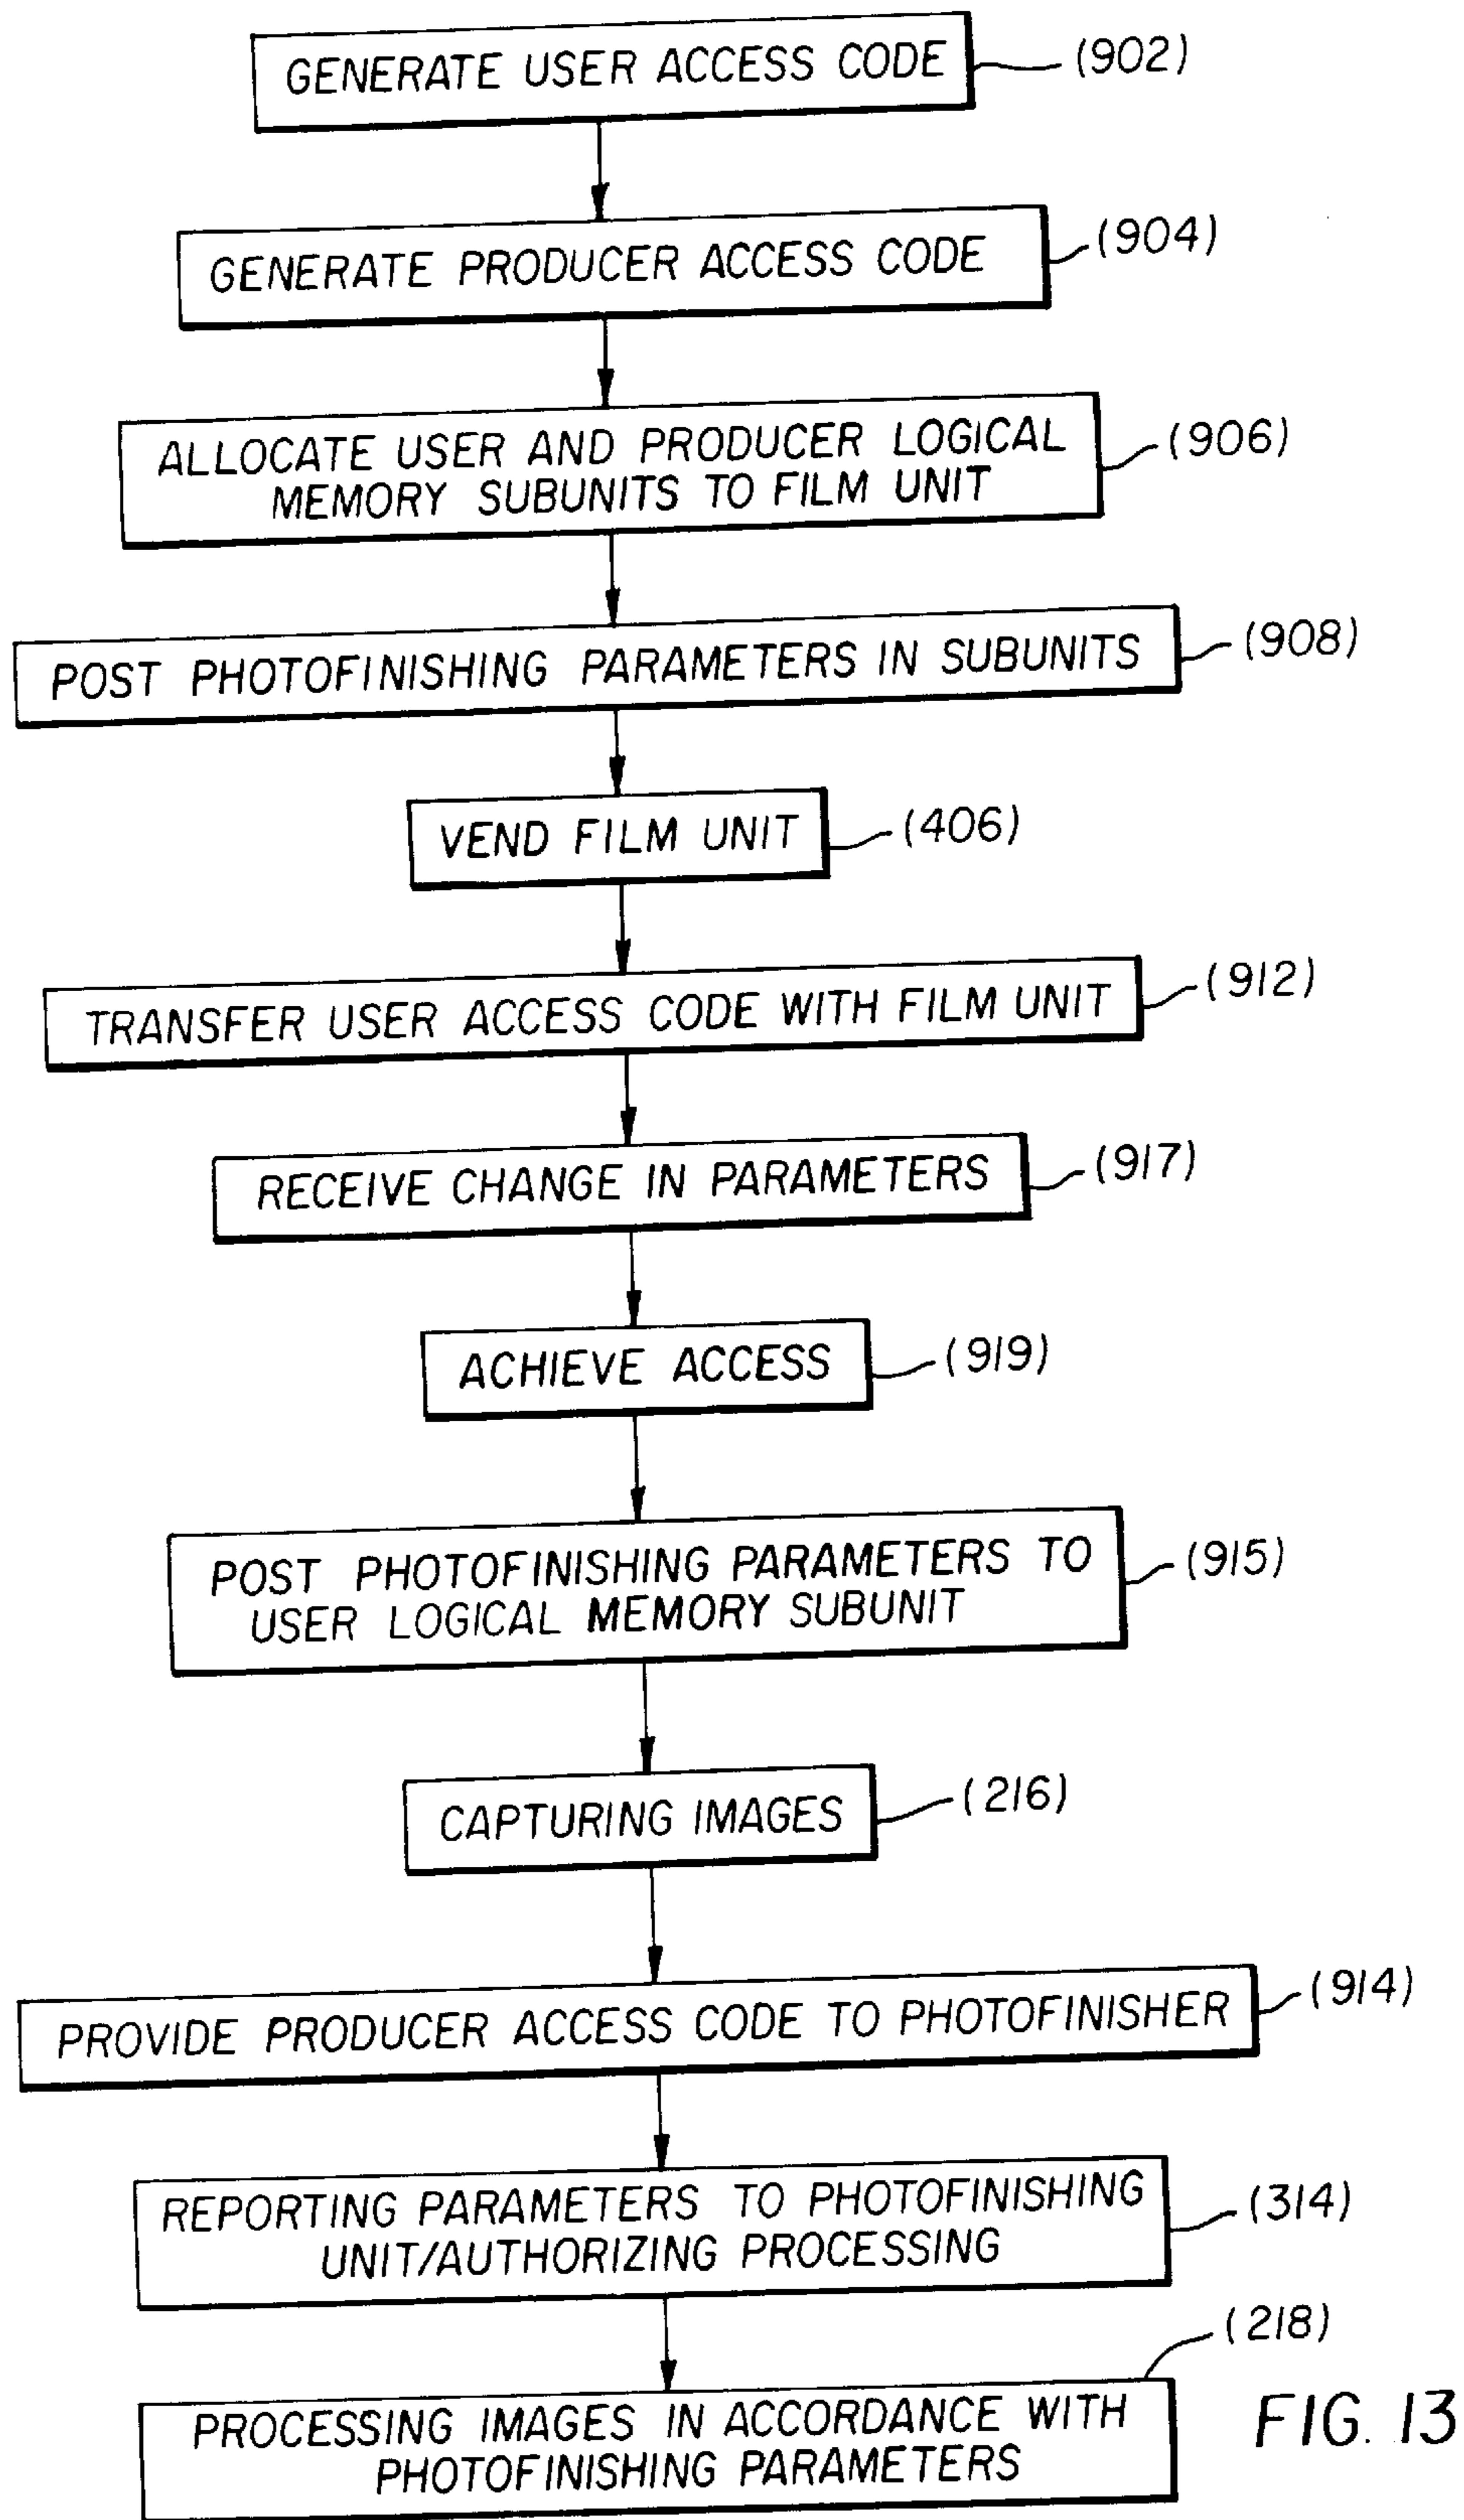 GENERATE USER ACCESS CODE (902)
GENERATE PRODUCER ACCESS CODE (904)
ALLOCATE USER AND PRODUCER LOGICAL
MEMORY SUBUNITS TO FILM UNIT
(906)
POST PHOTOFINISHING PARAMETERS IN SUBUNITS (908)
VEND FILM UNIT (406)
TRANSFER USER ACCESS CODE WITH FILM UNIT (912)
RECEIVE CHANGE IN PARAMETERS (917)
ACHIEVE ACCESS (919)
POST PHOTOFINISHING PARAMETERS TO
USER LOGICAL MEMORY SUBUNIT
(915)
CAPTURING IMAGES (216)
PROVIDE PRODUCER ACCESS CODE TO PHOTOFINISHER (914)
REPORTING PARAMETERS TO PHOTOFINISHING
UNIT/AUTHORIZING PROCESSING
(314)
(218)
PROCESSING IMAGES IN ACCORDANCE WITH
PHOTOFINISHING PARAMETERS
FIG. 13